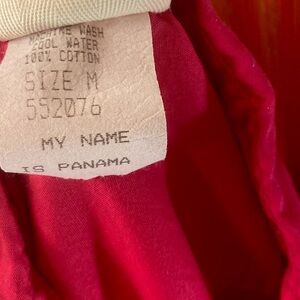 MACHINE WASH
COOL WATER
100% COTTON
SIZE M
552076
MY NAME
IS PANAMA